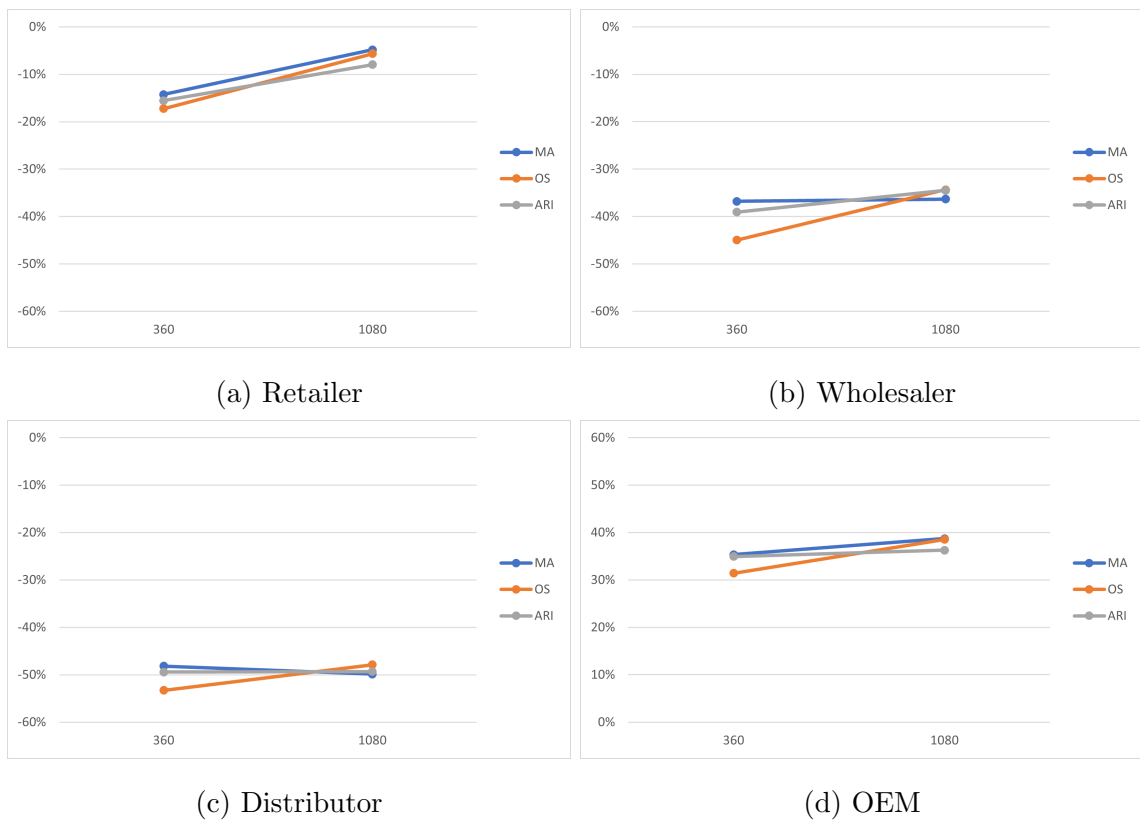 0%
-10%
-20%
-30%
-40%
-50%
-60%
360
1080
MA
OS
ARI
(a) Retailer
0%
-10%
-20%
-30%
-40%
-50%
-60%
360
1080
MA
OS
ARI
(b) Wholesaler
0%
-10%
-20%
-30%
-40%
-50%
-60%
360
1080
MA
OS
ARI
(c) Distributor
60%
50%
40%
30%
20%
10%
0%
360
1080
MA
OS
ARI
(d) OEM